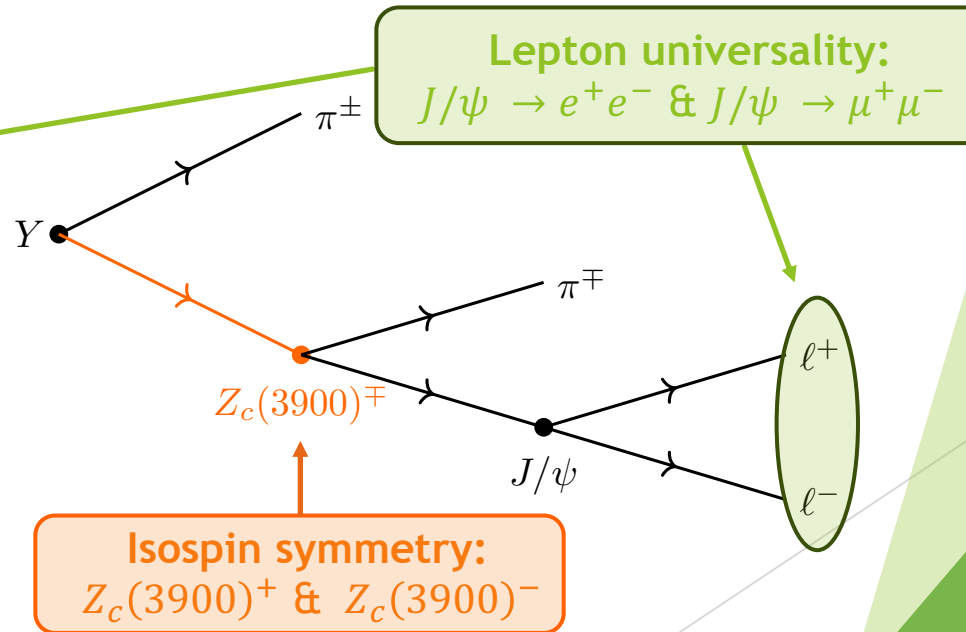 Lepton universality:
J/ψ → e⁺e⁻ & J/ψ → μ⁺μ⁻
π±
Y
π∓
ℓ⁺
Z_c(3900)∓
J/ψ
ℓ⁻
Isospin symmetry:
Z_c(3900)⁺ & Z_c(3900)⁻